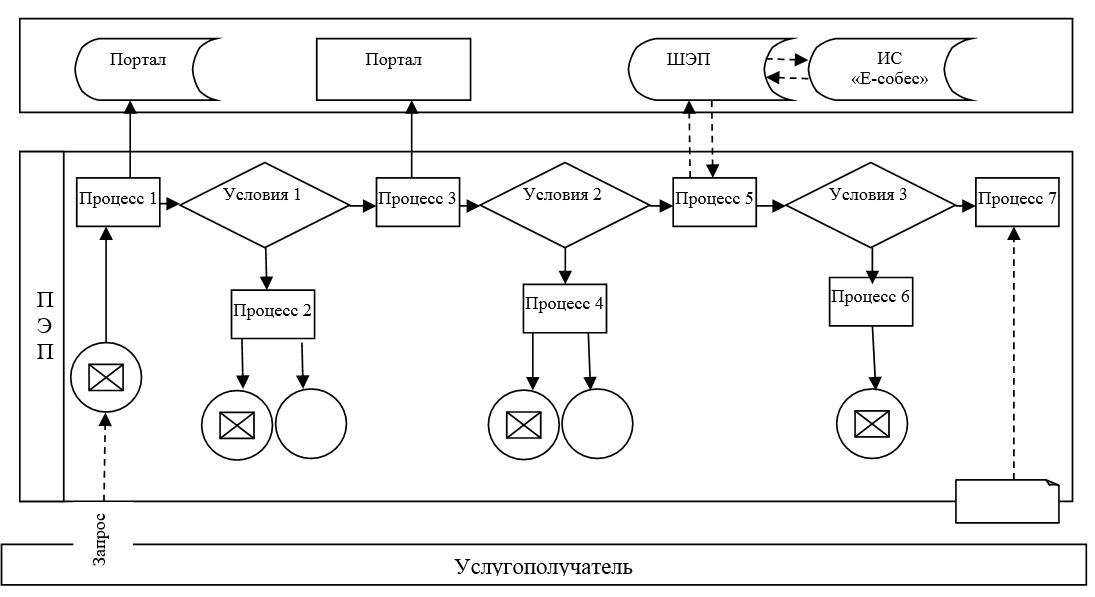 Портал
Портал
ШЭП
ИС
«Е-собес»
Процесс 1
Условия 1
Процесс 3
Условия 2
Процесс 5
Условия 3
Процесс 7
П
Э
П
Процесс 2
Процесс 4
Процесс 6
Запрос
Услугополучатель